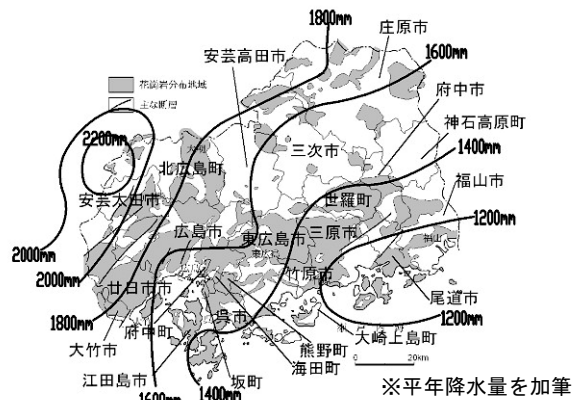 1800mm
庄原市
安芸高田市
1600mm
花崗岩分布地域
主な断層
府中市
神石高原町
2200mm
三次市
1400mm
北広島町
福山市
安芸太田市
世羅町
1200mm
広島市
東広島市
三原市
福山
2000mm
2000mm
竹原市
廿日市市
尾道市
1800mm
呉市
1200mm
府中町
大崎上島町
大竹市
熊野町
海田町
0 20km
江田島市
坂町
1600mm
1400mm
※平年降水量を加筆